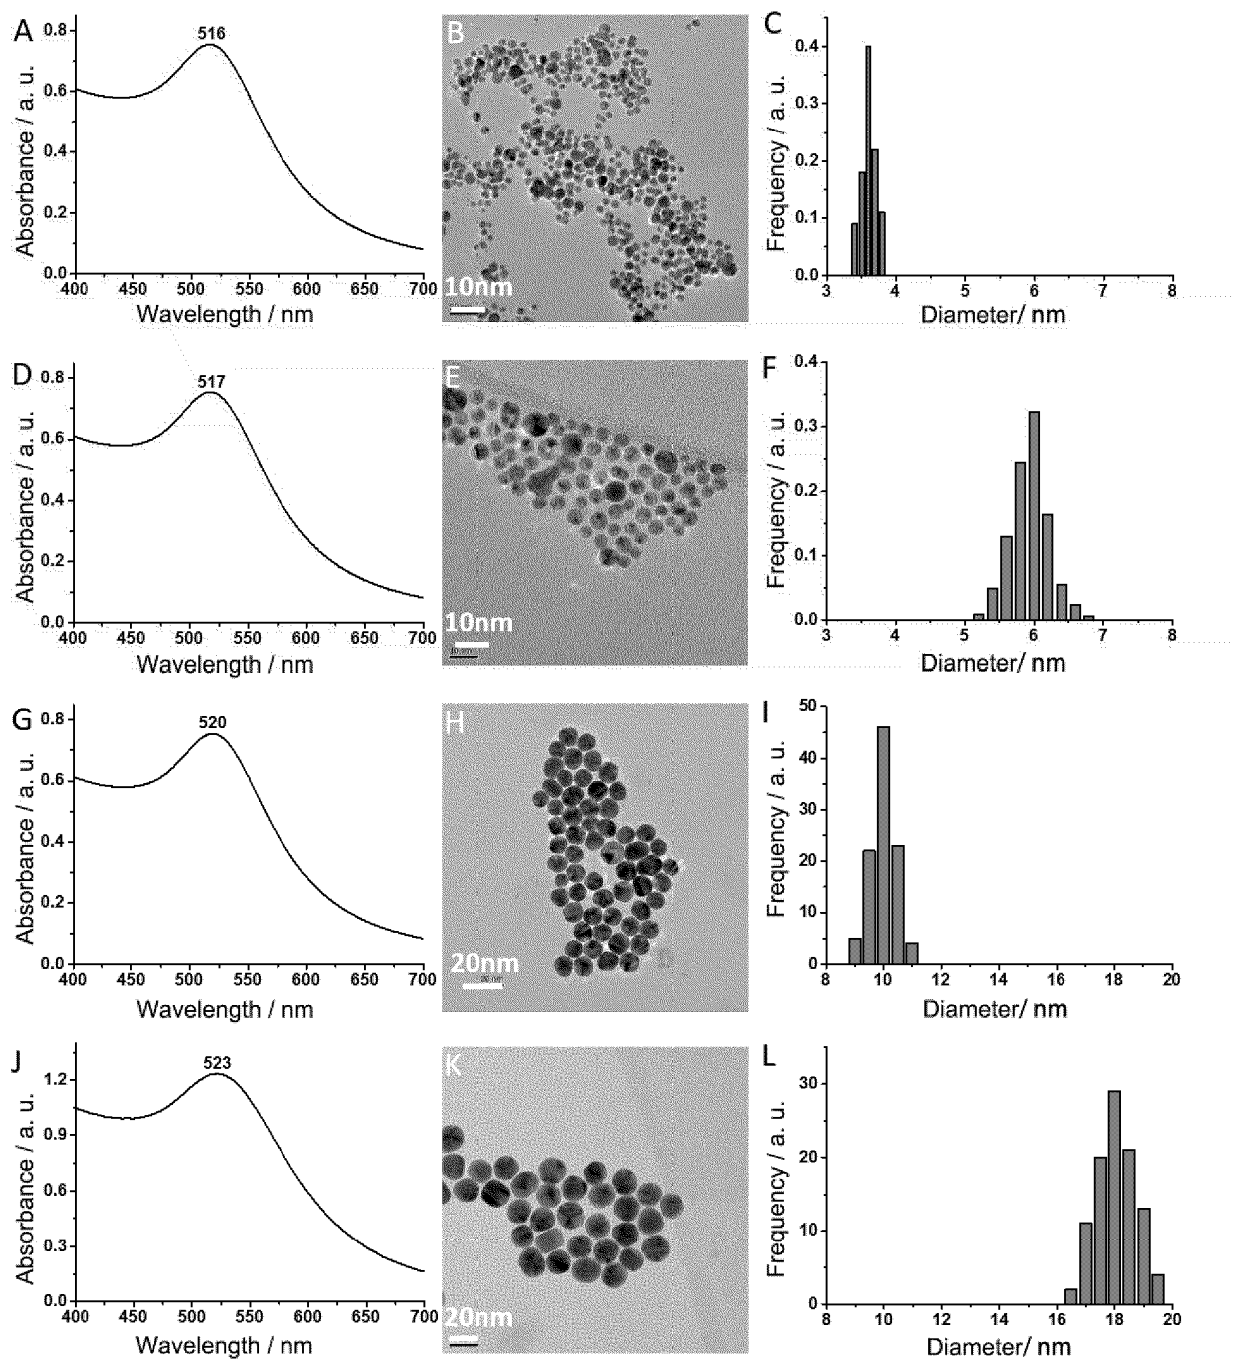 A
516
Absorbance / a. u.
0.8
0.6
0.4
0.2
0.0
400 450 500 550 600 650 700
Wavelength / nm
B
10nm
C
Frequency / a. u.
0.4
0.3
0.2
0.1
0.0
3 4 5 6 7 8
Diameter/ nm
D
517
Absorbance / a. u.
0.8
0.6
0.4
0.2
0.0
400 450 500 550 600 650 700
Wavelength / nm
E
10nm
10 nm
F
Frequency / a. u.
0.4
0.3
0.2
0.1
0.0
3 4 5 6 7 8
Diameter/ nm
G
520
Absorbance / a. u.
0.8
0.6
0.4
0.2
0.0
400 450 500 550 600 650 700
Wavelength / nm
H
20nm
20 nm
I
Frequency / a. u.
50
40
30
20
10
0
8 10 12 14 16 18 20
Diameter/ nm
J
523
Absorbance / a. u.
1.2
0.9
0.6
0.3
0.0
400 450 500 550 600 650 700
Wavelength / nm
K
20nm
L
Frequency / a. u.
30
20
10
0
8 10 12 14 16 18 20
Diameter/ nm